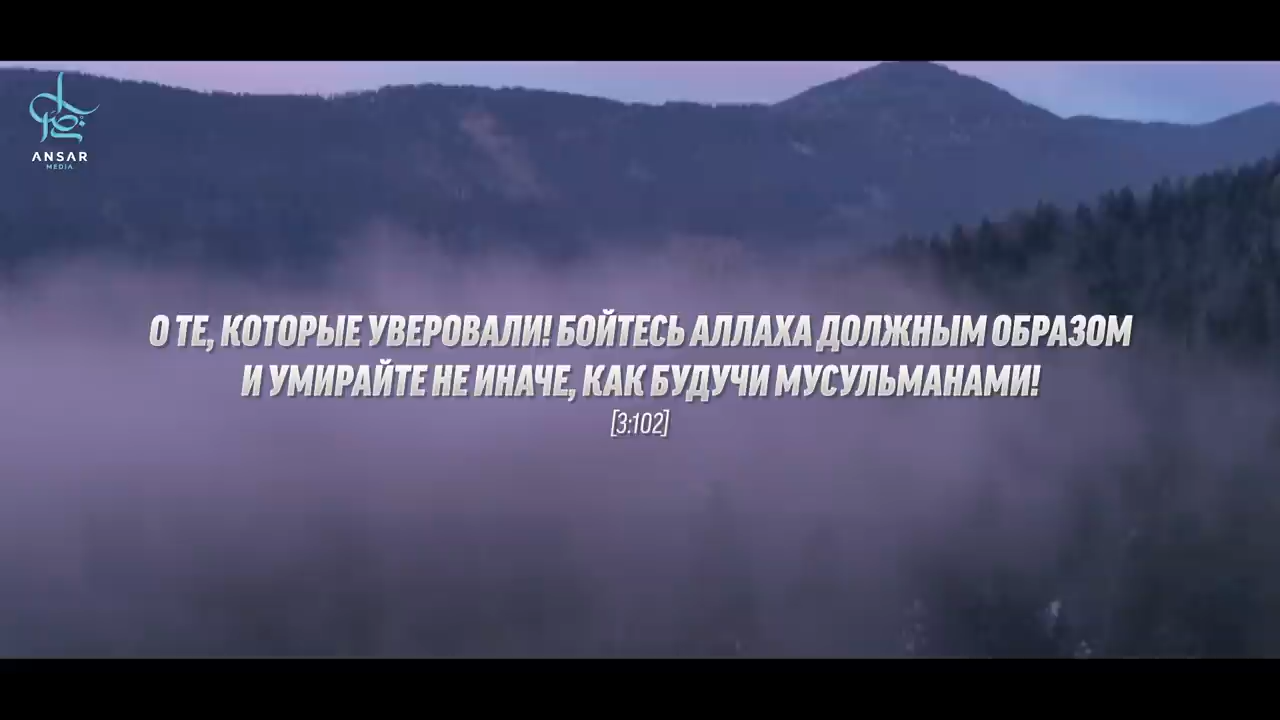 ANSAR
MEDIA
О ТЕ, КОТОРЫЕ УВЕРОВАЛИ! БОЙТЕСЬ АЛЛАХА ДОЛЖНЫМ ОБРАЗОМ
И УМИРАЙТЕ НЕ ИНАЧЕ, КАК БУДУЧИ МУСУЛЬМАНАМИ!
[3:102]